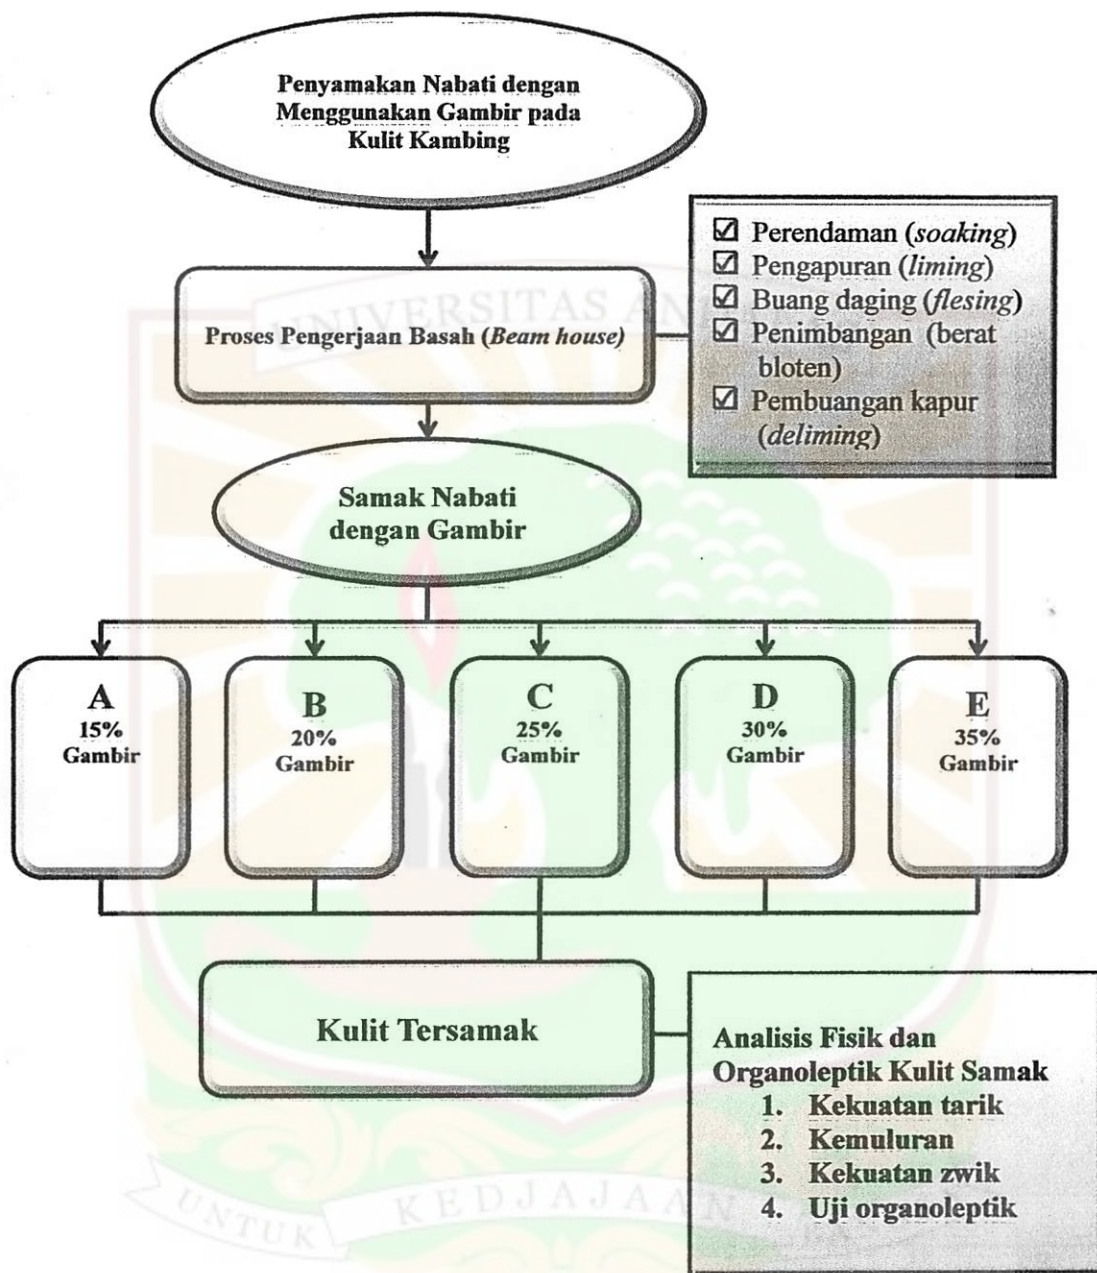 Penyamakan Nabati dengan
Menggunakan Gambir pada
Kulit Kambing
☑ Perendaman (soaking)
☑ Pengapuran (liming)
☑ Buang daging (flesing)
☑ Penimbangan (berat
bloten)
☑ Pembuangan kapur
(deliming)
Proses Pengerjaan Basah (Beam house)
Samak Nabati
dengan Gambir
A
15%
Gambir
B
20%
Gambir
C
25%
Gambir
D
30%
Gambir
E
35%
Gambir
Kulit Tersamak
Analisis Fisik dan
Organoleptik Kulit Samak
1. Kekuatan tarik
2. Kemuluran
3. Kekuatan zwik
4. Uji organoleptik
UNIVERSITAS
UNTUK KEDJAJAAN